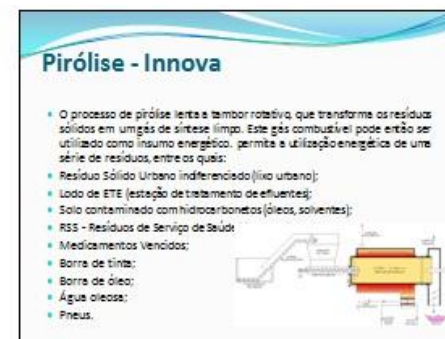 Pirólise - Innova
O processo de pirólise lenta a tambor rotativo, que transforma os resíduos
sólidos em um gás de síntese limpo. Este gás combustível pode então ser
utilizado como insumo energético. permita a utilização energética de uma
série de resíduos, entre os quais:
Resíduo Sólido Urbano indiferenciado (lixo urbano);
Lodo de ETE (estação de tratamento de efluentes);
Solo contaminado com hidrocarbonetos (óleos, solventes);
RSS - Resíduos de Serviço de Saúde
Medicamentos Vencidos;
Borra de tinta;
Borra de óleo;
Água oleosa;
Pneus.